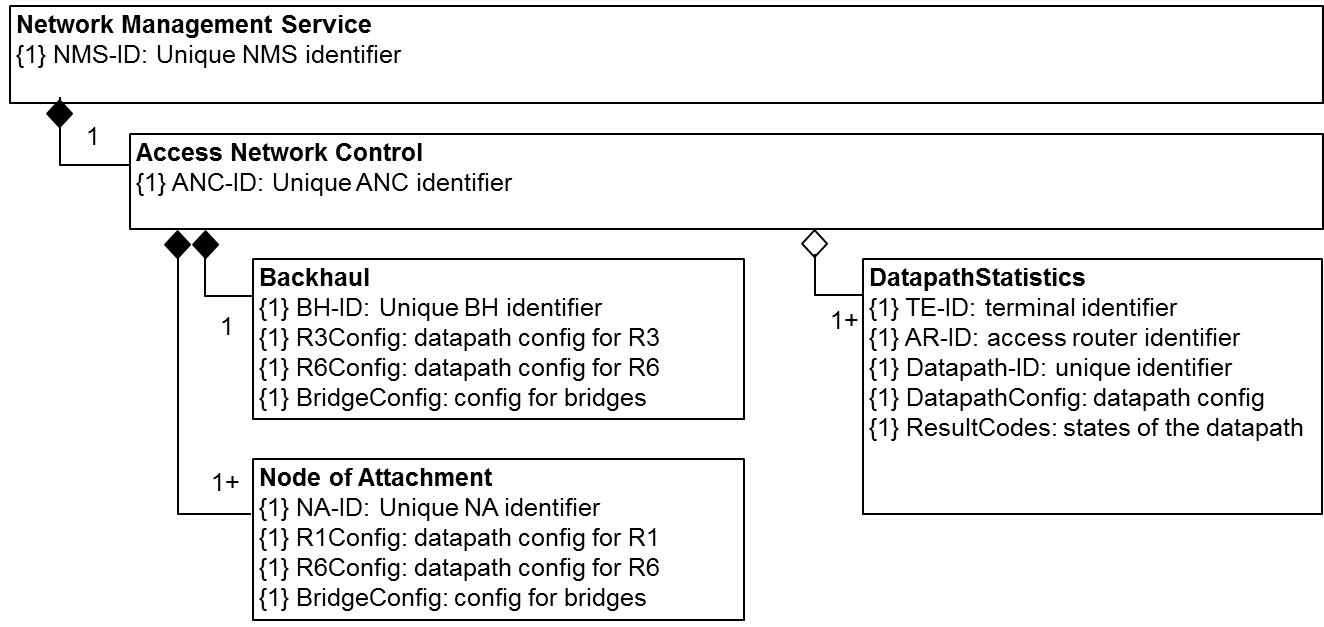 Network Management Service
{1} NMS-ID: Unique NMS identifier
1
Access Network Control
{1} ANC-ID: Unique ANC identifier
Backhaul
{1} BH-ID: Unique BH identifier
{1} R3Config: datapath config for R3
{1} R6Config: datapath config for R6
{1} BridgeConfig: config for bridges
1
DatapathStatistics
{1} TE-ID: terminal identifier
{1} AR-ID: access router identifier
{1} Datapath-ID: unique identifier
{1} DatapathConfig: datapath config
{1} ResultCodes: states of the datapath
1+
Node of Attachment
{1} NA-ID: Unique NA identifier
{1} R1Config: datapath config for R1
{1} R6Config: datapath config for R6
{1} BridgeConfig: config for bridges
1+